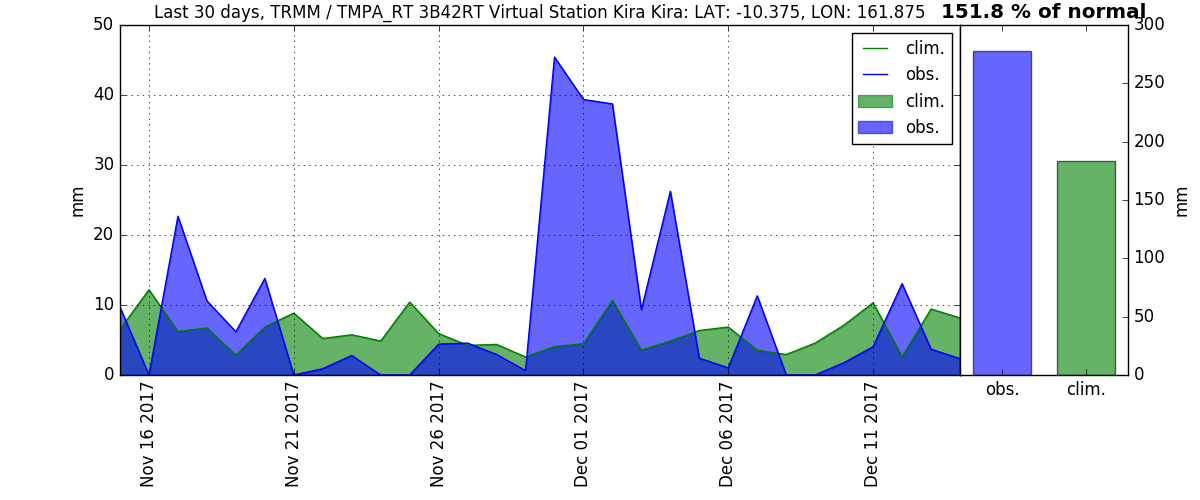 Last 30 days, TRMM / TMPA_RT 3B42RT Virtual Station Kira Kira: LAT: -10.375, LON: 161.875 151.8 % of normal
50
40
30
20
10
0
mm
clim.
obs.
clim.
obs.
Nov 16 2017
Nov 21 2017
Nov 26 2017
Dec 01 2017
Dec 06 2017
Dec 11 2017
300
250
200
150
100
50
0
mm
obs. clim.